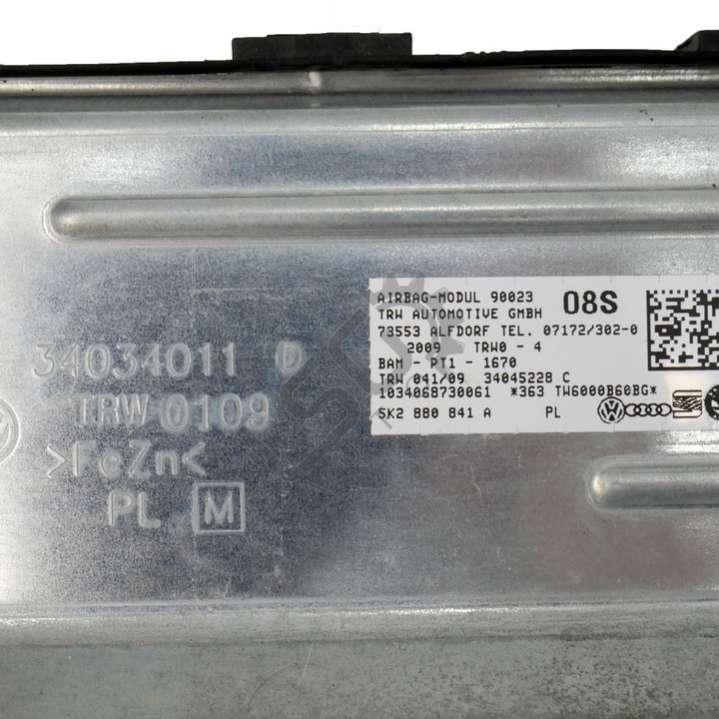 34034011 D
TRW 0109
>FeZn<
PL M
AIRBAG-MODUL 90023
08S
TRW AUTOMOTIVE GMBH
73553 ALFDORF TEL. 07172/302-0
2009 TRW0 - 4
BAM - PT1 - 1670
TRW 041/09 34045228 C
1034068730061 *363 TW6000B60BG*
5K2 880 841 A PL